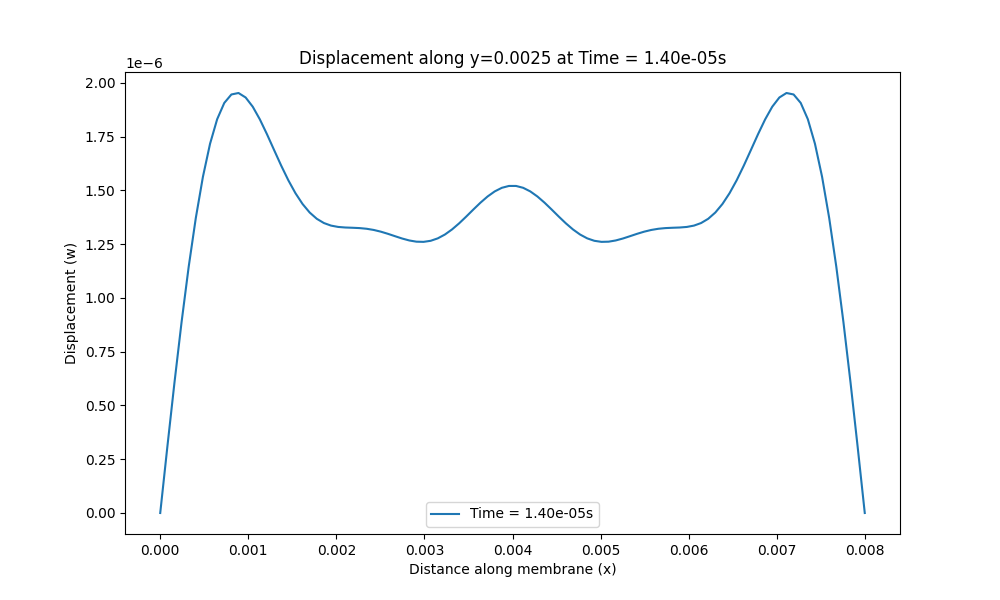 Displacement along y=0.0025 at Time = 1.40e-05s
1e−6
2.00
1.75
1.50
1.25
1.00
0.75
0.50
0.25
0.00
Displacement (w)
Time = 1.40e-05s
0.000 0.001 0.002 0.003 0.004 0.005 0.006 0.007 0.008
Distance along membrane (x)